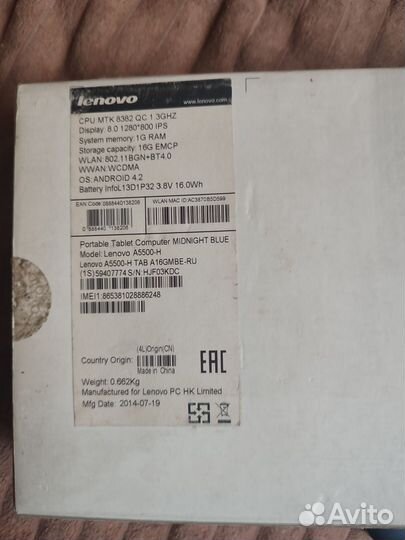 lenovo www.lenovo.com
CPU MTK 8382 QC 1.3GHZ
Display: 8.0 1280*800 IPS
System memory:1G RAM
Storage capacity: 16G EMCP
WLAN: 802.11BGN+BT4.0
WWAN:WCDMA
OS: ANDROID 4.2
Battery Info:L13D1P32 3.8V 16.0Wh
EAN Code:0888440138206 WLAN MAC ID:AC3870B5D599
0 888440 138206
Portable Tablet Computer MIDNIGHT BLUE
Model: Lenovo A5500-H
Lenovo A5500-H TAB A16GMBE-RU
(1S)59407774 S/N:HJF03KDC
IMEI1:865381028886248
(4L)Origin(CN)
Country Origin:
Made in China
EAC
Weight: 0.662Kg
Manufactured for Lenovo PC HK Limited
Mfg Date: 2014-07-19
Avito